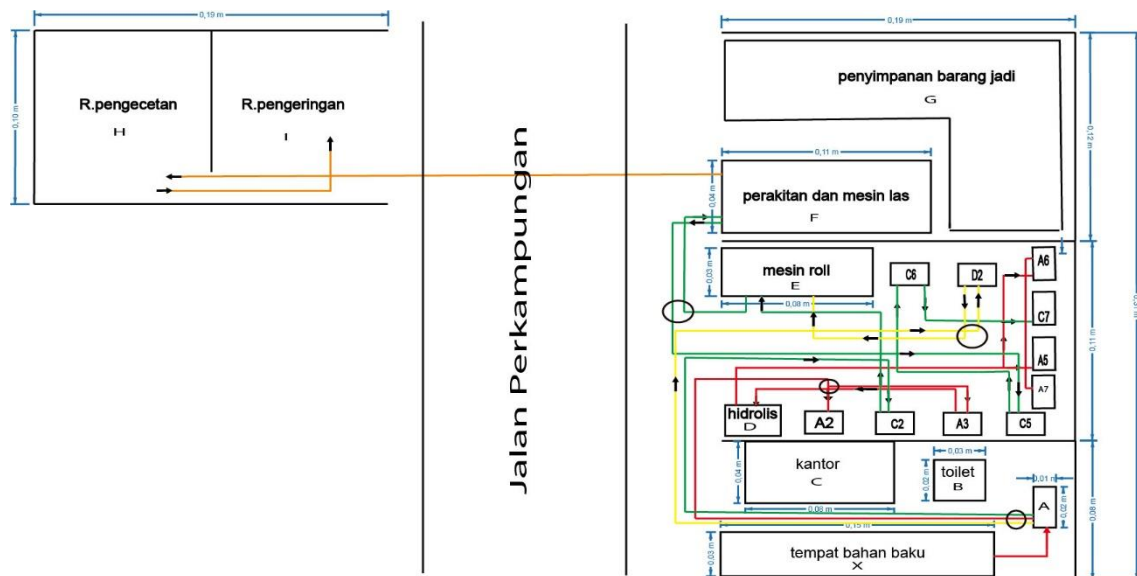 0,19 m
0,19 m
0,10 m
R.pengecetan
H
R.pengeringan
I
Jalan Perkampungan
penyimpanan barang jadi
G
0,12 m
0,11 m
0,04 m
perakitan dan mesin las
F
0,03 m
mesin roll
E
0,08 m
C6
D2
A6
C7
A5
A7
0,11 m
hidrolis
D
A2
C2
A3
C5
0,04 m
kantor
C
0,08 m
0,03 m
0,02 m
toilet
B
0,01 m
A
0,02 m
0,08 m
0,15 m
0,03 m
tempat bahan baku
X